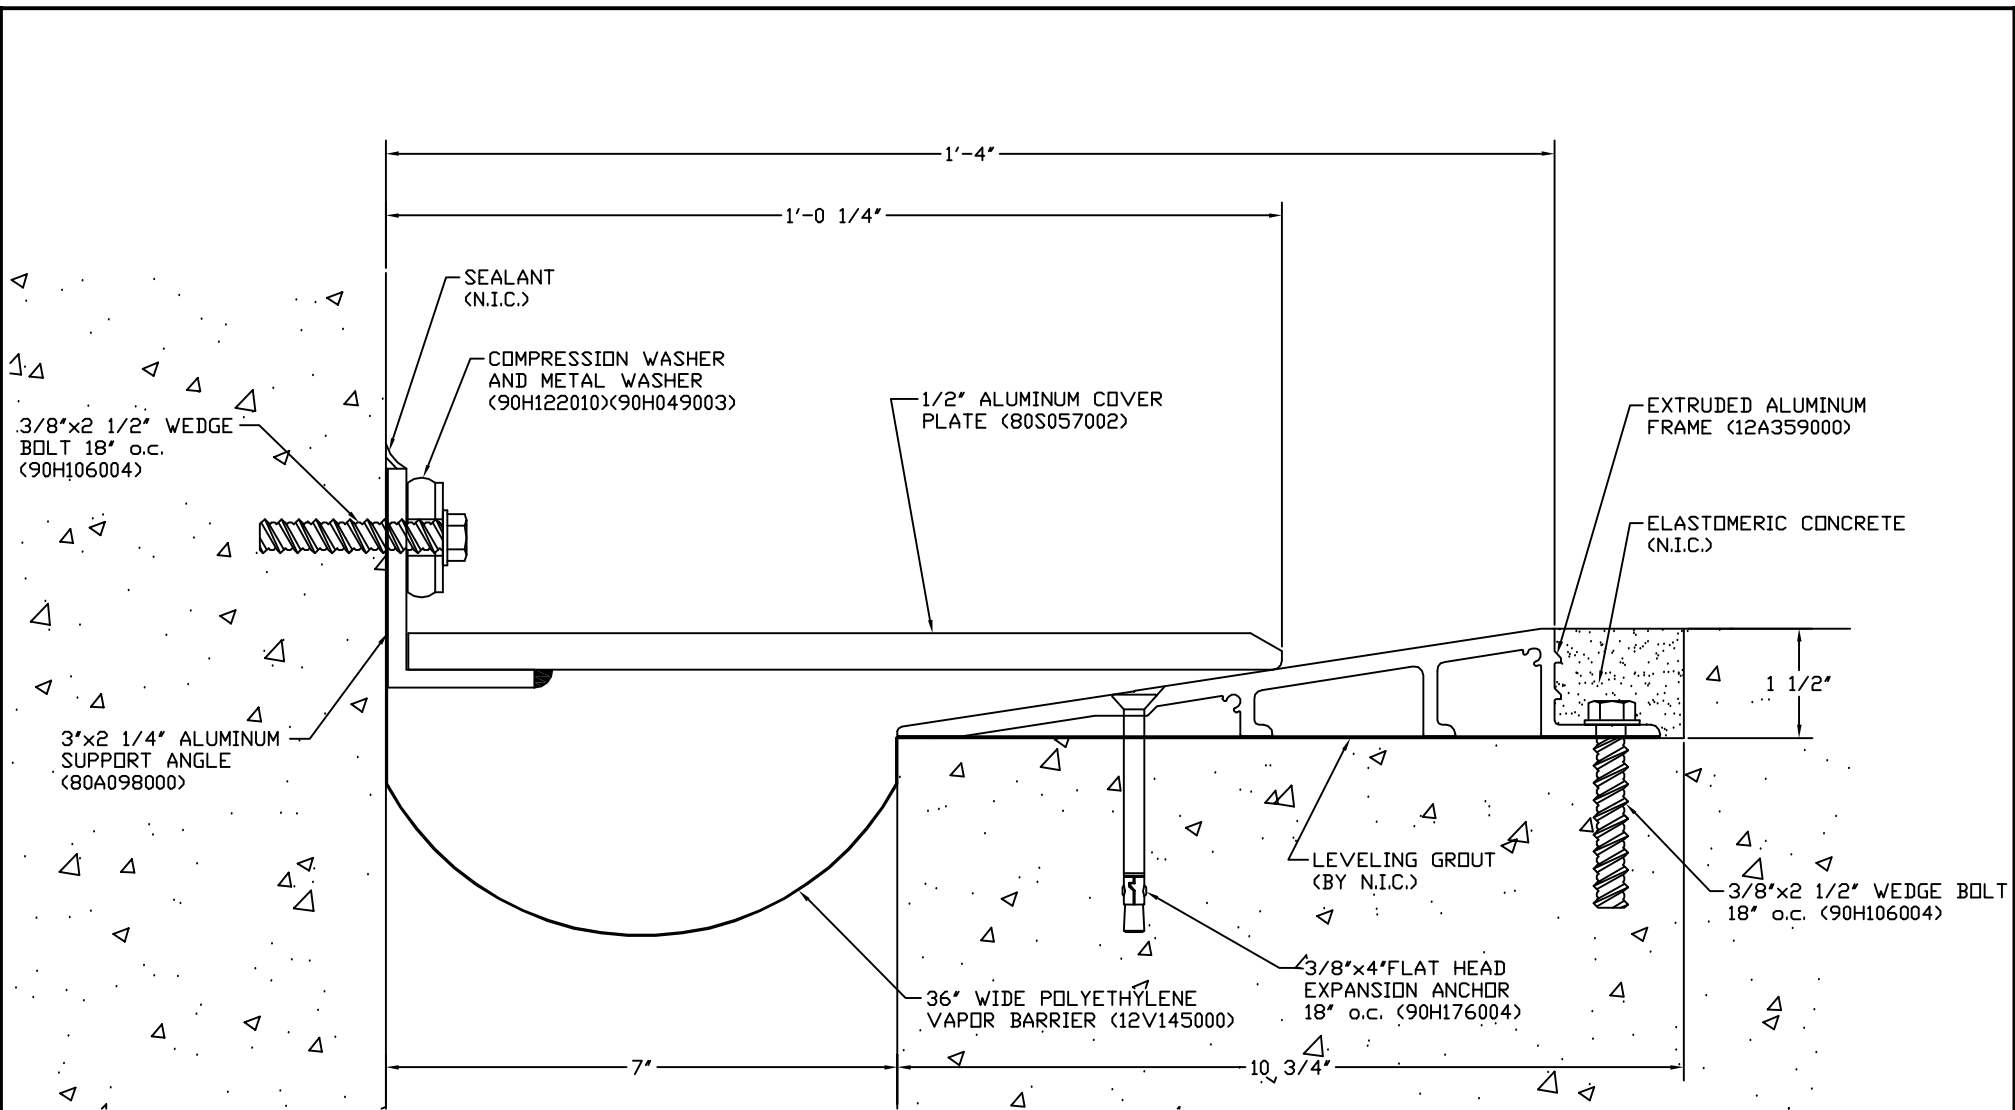 1'-4"
1'-0 1/4"
SEALANT
(N.I.C.)
COMPRESSION WASHER
AND METAL WASHER
(90H122010)(90H049003)
1/2" ALUMINUM COVER
PLATE (80S057002)
EXTRUDED ALUMINUM
FRAME (12A359000)
3/8"x2 1/2" WEDGE
BOLT 18" o.c.
(90H106004)
ELASTOMERIC CONCRETE
(N.I.C.)
1 1/2"
3"x2 1/4" ALUMINUM
SUPPORT ANGLE
(80A098000)
LEVELING GROUT
(BY N.I.C.)
3/8"x2 1/2" WEDGE BOLT
18" o.c. (90H106004)
3/8"x4"FLAT HEAD
EXPANSION ANCHOR
18" o.c. (90H176004)
36" WIDE POLYETHYLENE
VAPOR BARRIER (12V145000)
7"
10 3/4"